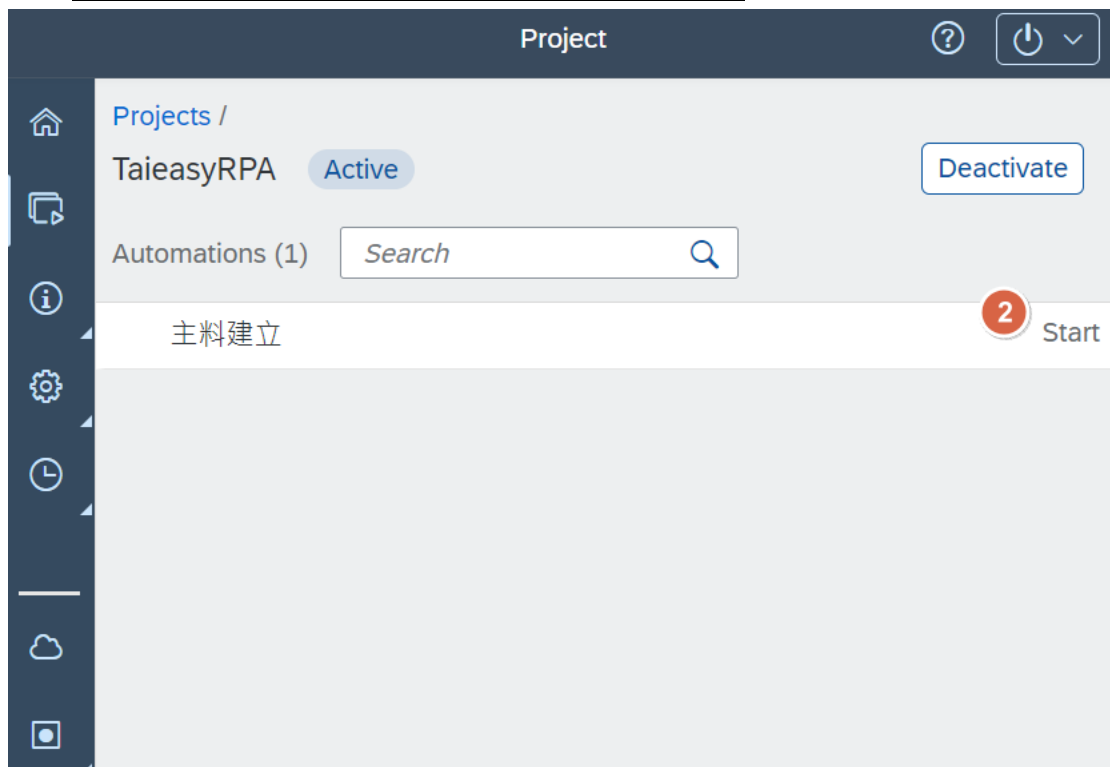 Project
Projects /
TaieasyRPA Active Deactivate
Automations (1) Search
主料建立 2 Start